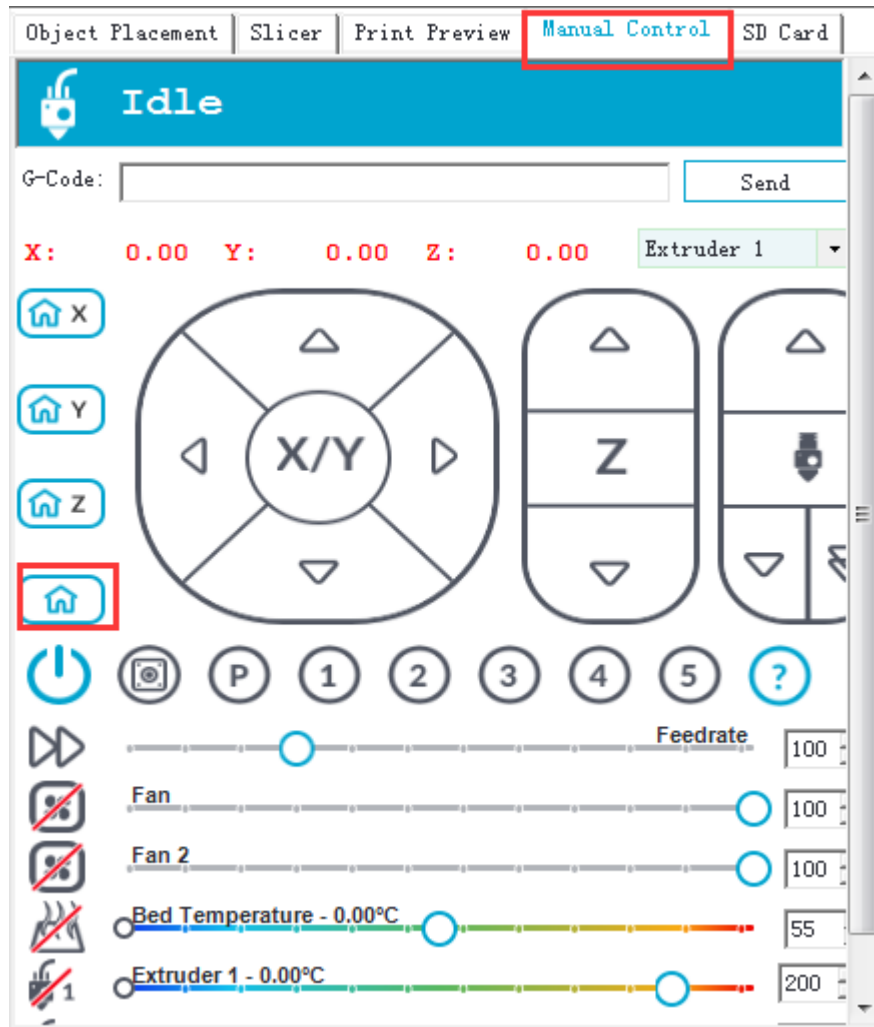 Object Placement Slicer Print Preview Manual Control SD Card
Idle
G-Code: Send
X: 0.00 Y: 0.00 Z: 0.00 Extruder 1
X
Y
Z
X/Y Z
P 1 2 3 4 5 ?
Feedrate 100
Fan 100
Fan 2 100
Bed Temperature - 0.00°C 55
Extruder 1 - 0.00°C 200
1